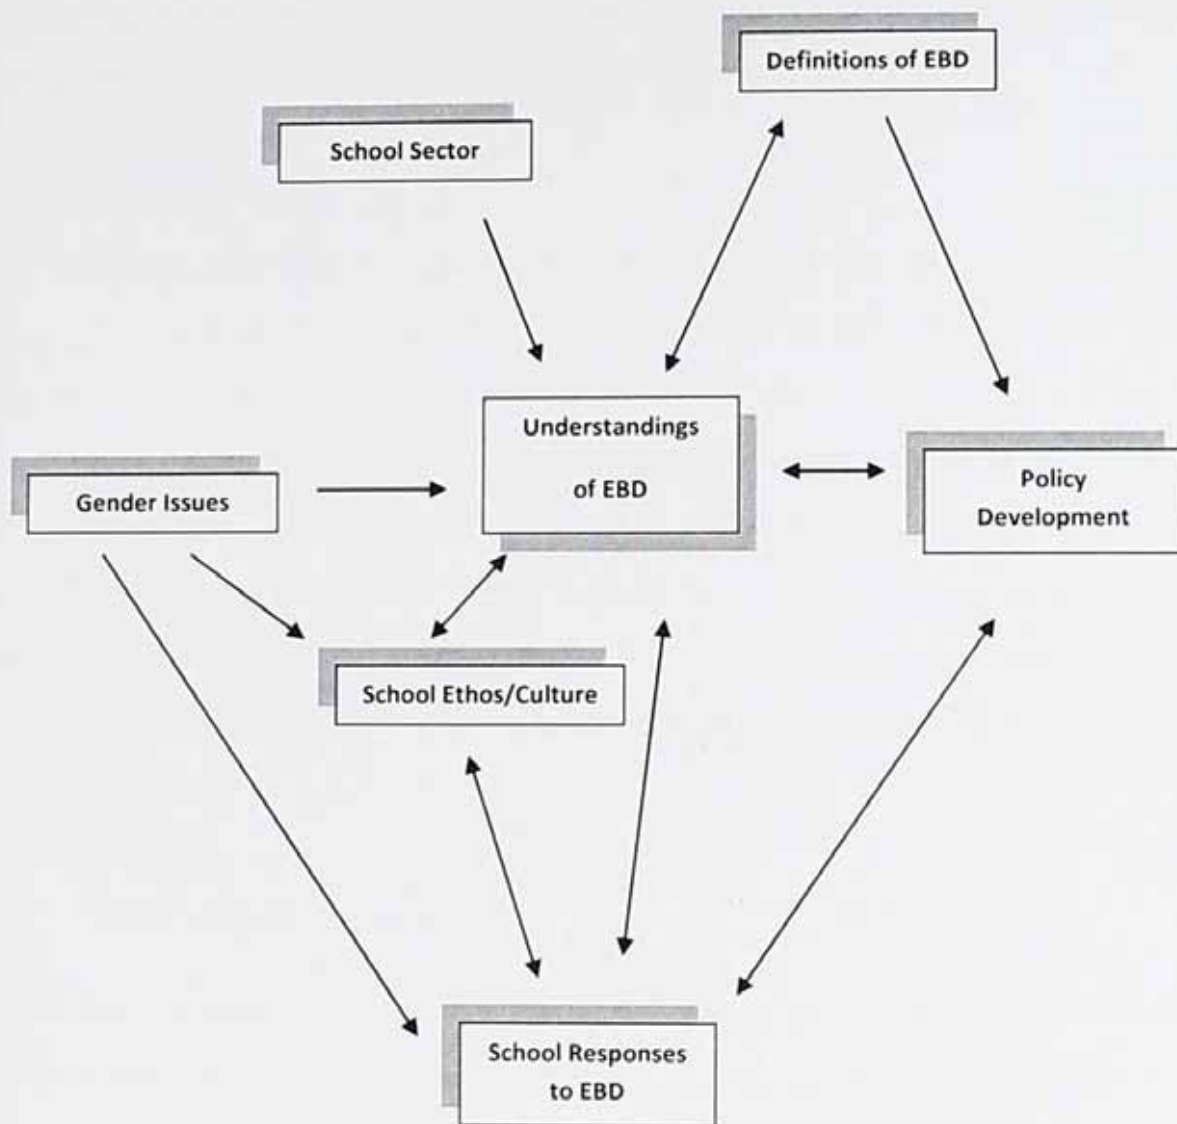 Definitions of EBD
School Sector
Understandings
of EBD
Gender Issues
Policy
Development
School Ethos/Culture
School Responses
to EBD